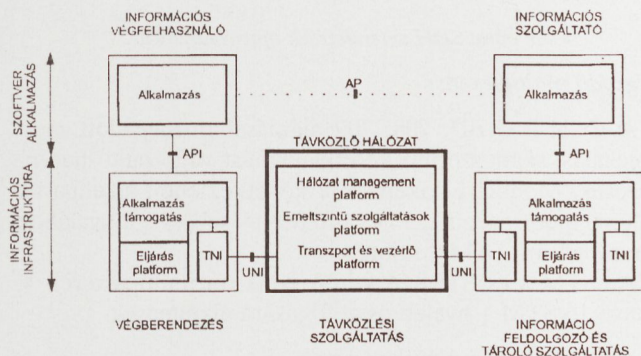 INFORMÁCIÓS
VÉGFELHASZNÁLÓ
INFORMÁCIÓS
SZOLGÁLTATÓ
SZOFTVER
ALKALMAZÁS
Alkalmazás
AP
Alkalmazás
API
TÁVKÖZLŐ HÁLÓZAT
API
INFORMÁCIÓS
INFRASTRUKTÚRA
Alkalmazás
támogatás
Eljárás
platform
TNI
UNI
Hálózat management
platform
Emeltszintű szolgáltatások
platform
Transzport és vezérlő
platform
UNI
Alkalmazás
támogatás
TNI
Eljárás
platform
TNI
VÉGBERENDEZÉS
TÁVKÖZLÉSI
SZOLGÁLTATÁS
INFORMÁCIÓ
FELDOLGOZÓ ÉS
TÁROLÓ SZOLGÁLTATÁS